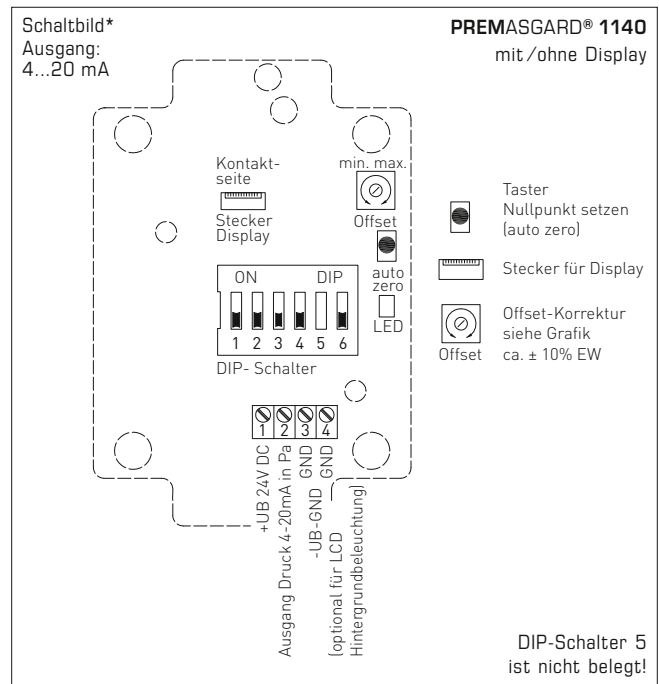 Schaltbild*
Ausgang:
4...20 mA
PREMASGARD® 1140
mit / ohne Display
Kontakt-
seite
Stecker
Display
min. max.
Offset
auto
zero
LED
ON DIP
1 2 3 4 5 6
DIP- Schalter
1 2 3 4
+UB 24V DC
Ausgang Druck 4-20mA in Pa
GND
-UB-GND
GND
(optional für LCD
Hintergrundbeleuchtung)
Taster
Nullpunkt setzen
(auto zero)
Stecker für Display
Offset
Offset-Korrektur
siehe Grafik
ca. ± 10% EW
DIP-Schalter 5
ist nicht belegt!